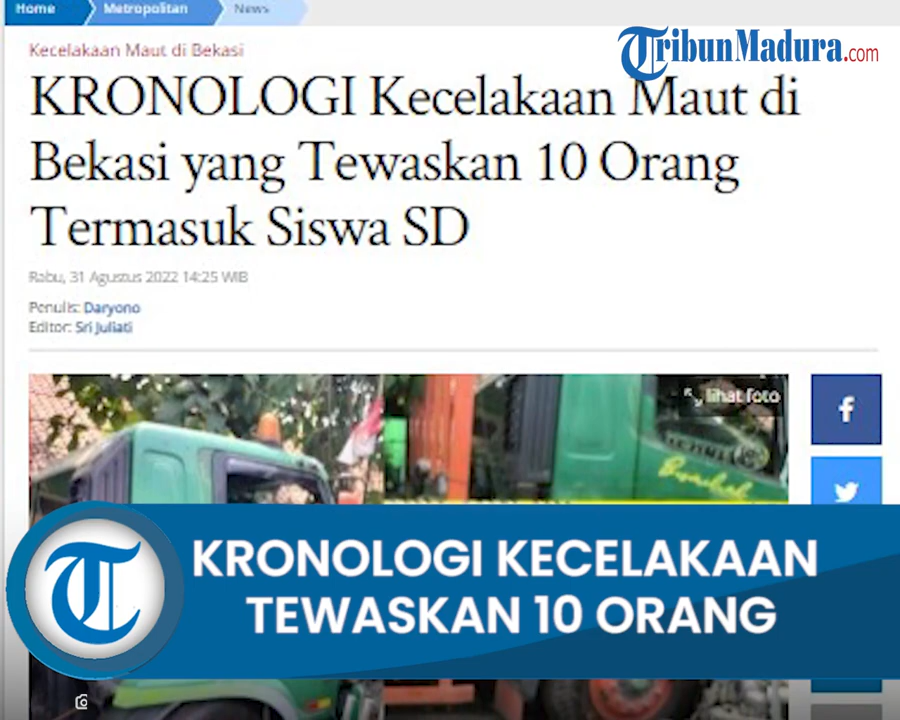 Home Metropolitan News
TribunMadura.com
Kecelakaan Maut di Bekasi
KRONOLOGI Kecelakaan Maut di
Bekasi yang Tewaskan 10 Orang
Termasuk Siswa SD
Rabu, 31 Agustus 2022 14:25 WIB
Penulis: Daryono
Editor: Sri Juliati
lihat foto
f
T
KRONOLOGI KECELAKAAN
TEWASKAN 10 ORANG